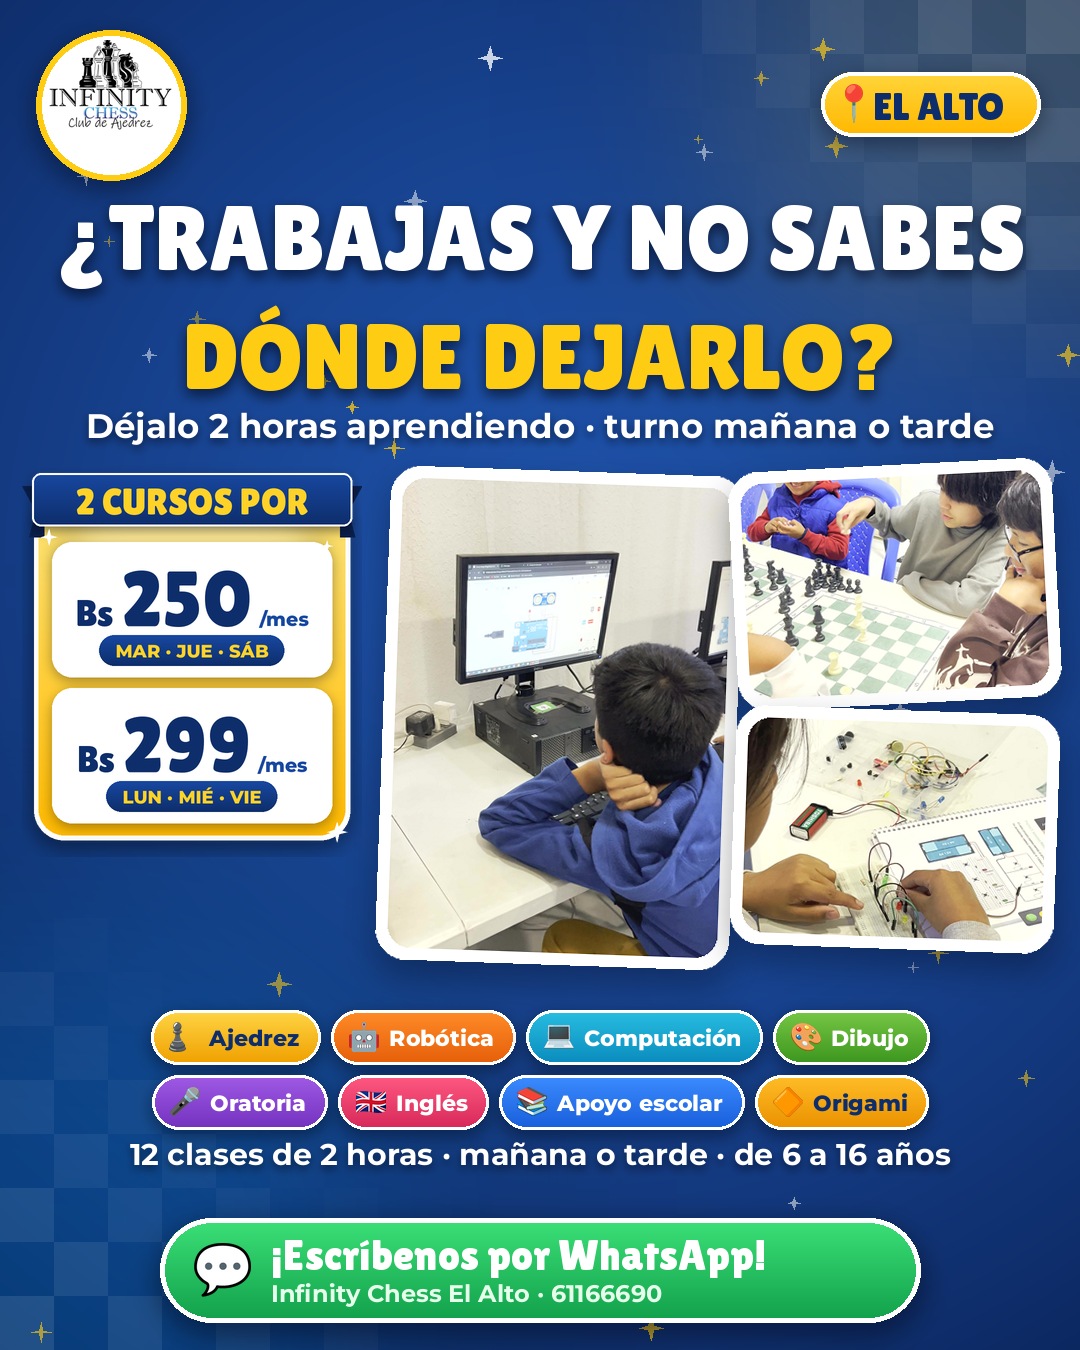 INFINITY
CHESS
Club de Ajedrez
EL ALTO
¿TRABAJAS Y NO SABES
DÓNDE DEJARLO?
Déjalo 2 horas aprendiendo · turno mañana o tarde
2 CURSOS POR
Bs 250 /mes
MAR · JUE · SÁB
Bs 299 /mes
LUN · MIÉ · VIE
Ajedrez
Robótica
Computación
Dibujo
Oratoria
Inglés
Apoyo escolar
Origami
12 clases de 2 horas · mañana o tarde · de 6 a 16 años
¡Escríbenos por WhatsApp!
Infinity Chess El Alto · 61166690